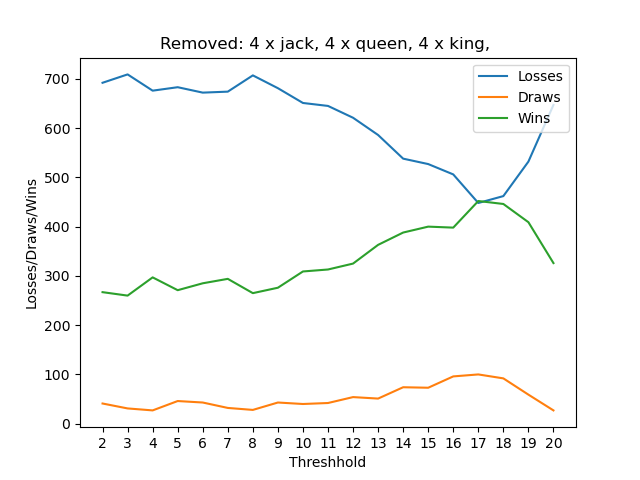 Removed: 4 x jack, 4 x queen, 4 x king,
Losses
Draws
Wins
Losses/Draws/Wins
700
600
500
400
300
200
100
0
2 3 4 5 6 7 8 9 10 11 12 13 14 15 16 17 18 19 20
Threshhold